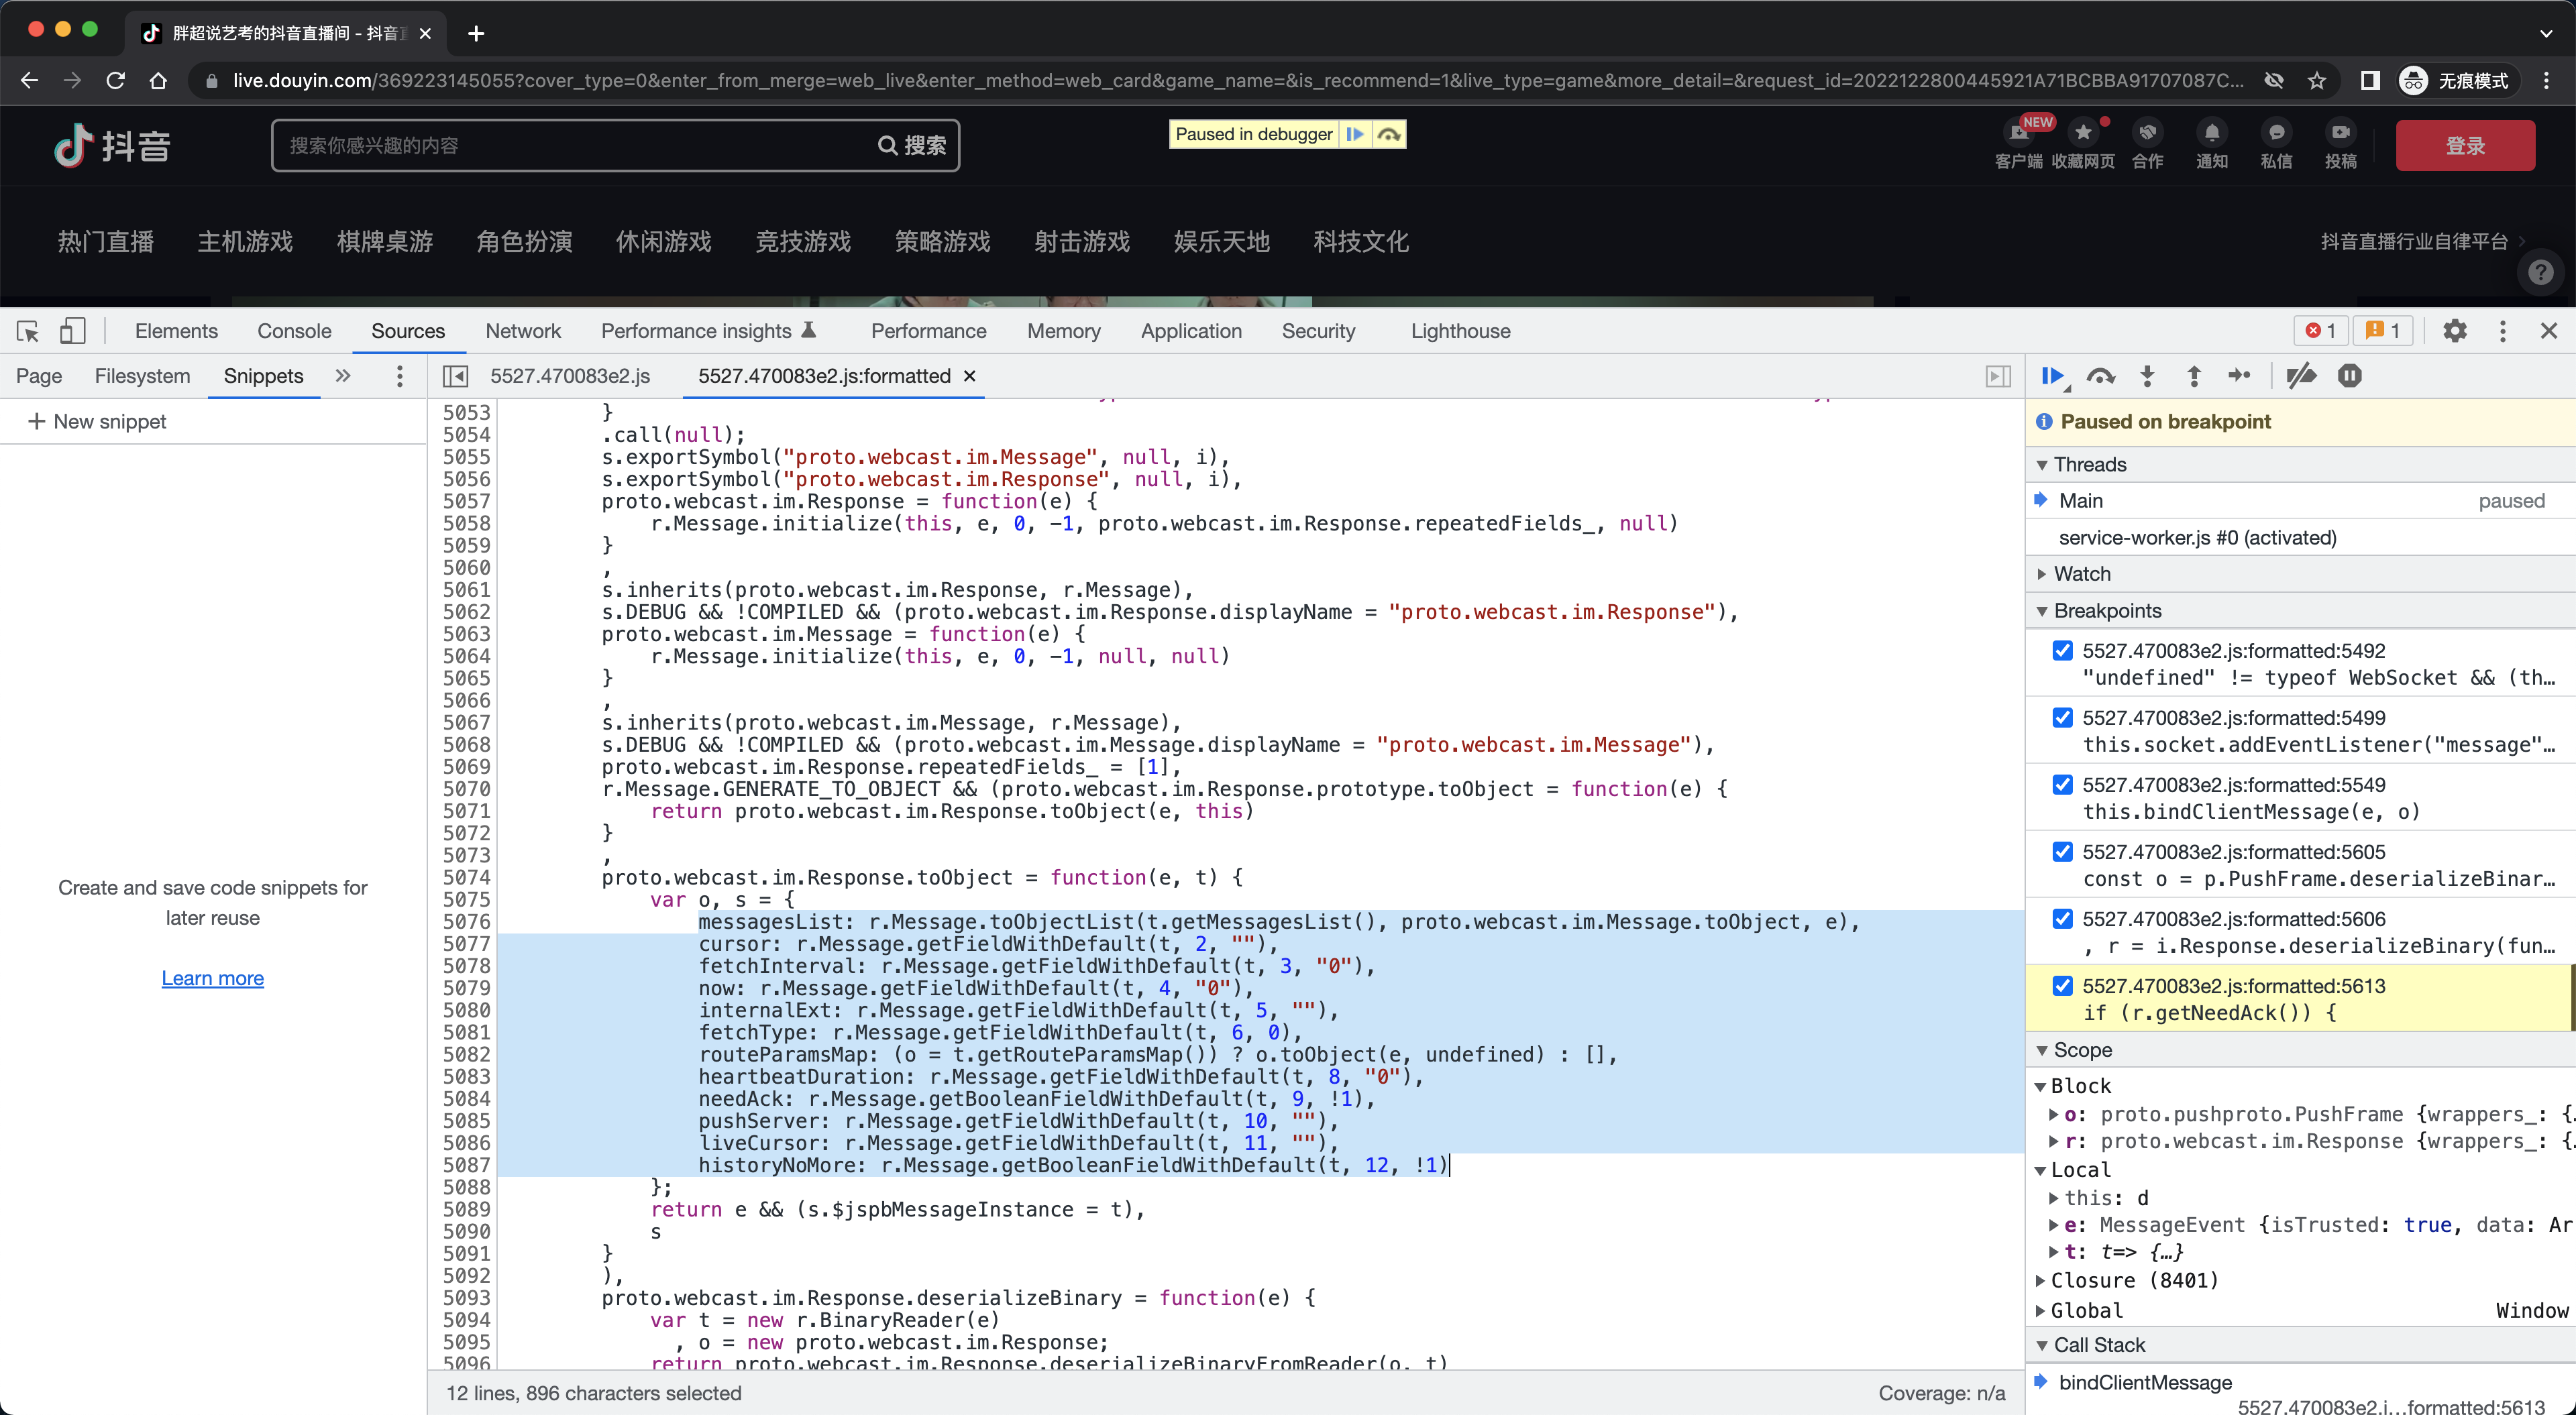 胖超说艺考的抖音直播间 - 抖音直
live.douyin.com/369223145055?cover_type=0&enter_from_merge=web_live&enter_method=web_card&game_name=&is_recommend=1&live_type=game&more_detail=&request_id=2022122800445921A71BCBBA91707087C...
无痕模式
抖音
搜索你感兴趣的内容
搜索
Paused in debugger
NEW
客户端
收藏网页
合作
通知
私信
投稿
登录
热门直播 主机游戏 棋牌桌游 角色扮演 休闲游戏 竞技游戏 策略游戏 射击游戏 娱乐天地 科技文化
抖音直播行业自律平台
Elements Console Sources Network Performance insights Performance Memory Application Security Lighthouse
1 1
Page Filesystem Snippets
New snippet
Create and save code snippets for
later reuse
Learn more
5527.470083e2.js 5527.470083e2.js:formatted
5053 }
5054 .call(null);
5055 s.exportSymbol("proto.webcast.im.Message", null, i),
5056 s.exportSymbol("proto.webcast.im.Response", null, i),
5057 proto.webcast.im.Response = function(e) {
5058 r.Message.initialize(this, e, 0, -1, proto.webcast.im.Response.repeatedFields_, null)
5059 }
5060 ,
5061 s.inherits(proto.webcast.im.Response, r.Message),
5062 s.DEBUG && !COMPILED && (proto.webcast.im.Response.displayName = "proto.webcast.im.Response"),
5063 proto.webcast.im.Message = function(e) {
5064 r.Message.initialize(this, e, 0, -1, null, null)
5065 }
5066 ,
5067 s.inherits(proto.webcast.im.Message, r.Message),
5068 s.DEBUG && !COMPILED && (proto.webcast.im.Message.displayName = "proto.webcast.im.Message"),
5069 proto.webcast.im.Response.repeatedFields_ = [1],
5070 r.Message.GENERATE_TO_OBJECT && (proto.webcast.im.Response.prototype.toObject = function(e) {
5071 return proto.webcast.im.Response.toObject(e, this)
5072 }
5073 ,
5074 proto.webcast.im.Response.toObject = function(e, t) {
5075 var o, s = {
5076 messagesList: r.Message.toObjectList(t.getMessagesList(), proto.webcast.im.Message.toObject, e),
5077 cursor: r.Message.getFieldWithDefault(t, 2, ""),
5078 fetchInterval: r.Message.getFieldWithDefault(t, 3, "0"),
5079 now: r.Message.getFieldWithDefault(t, 4, "0"),
5080 internalExt: r.Message.getFieldWithDefault(t, 5, ""),
5081 fetchType: r.Message.getFieldWithDefault(t, 6, 0),
5082 routeParamsMap: (o = t.getRouteParamsMap()) ? o.toObject(e, undefined) : [],
5083 heartbeatDuration: r.Message.getFieldWithDefault(t, 8, "0"),
5084 needAck: r.Message.getBooleanFieldWithDefault(t, 9, !1),
5085 pushServer: r.Message.getFieldWithDefault(t, 10, ""),
5086 liveCursor: r.Message.getFieldWithDefault(t, 11, ""),
5087 historyNoMore: r.Message.getBooleanFieldWithDefault(t, 12, !1)
5088 };
5089 return e && (s.$jspbMessageInstance = t),
5090 s
5091 }
5092 ),
5093 proto.webcast.im.Response.deserializeBinary = function(e) {
5094 var t = new r.BinaryReader(e)
5095 , o = new proto.webcast.im.Response;
5096 return proto.webcast.im.Response.deserializeBinaryFromReader(o, t)
12 lines, 896 characters selected
Coverage: n/a
Paused on breakpoint
Threads
Main paused
service-worker.js #0 (activated)
Watch
Breakpoints
5527.470083e2.js:formatted:5492
"undefined" != typeof WebSocket && (th…
5527.470083e2.js:formatted:5499
this.socket.addEventListener("message"…
5527.470083e2.js:formatted:5549
this.bindClientMessage(e, o)
5527.470083e2.js:formatted:5605
const o = p.PushFrame.deserializeBinar…
5527.470083e2.js:formatted:5606
, r = i.Response.deserializeBinary(fun…
5527.470083e2.js:formatted:5613
if (r.getNeedAck()) {
Scope
Block
o: proto.pushproto.PushFrame {wrappers_: {…
r: proto.webcast.im.Response {wrappers_: {…
Local
this: d
e: MessageEvent {isTrusted: true, data: Ar
t: t=> {…}
Closure (8401)
Global Window
Call Stack
bindClientMessage
5527.470083e2.j…formatted:5613